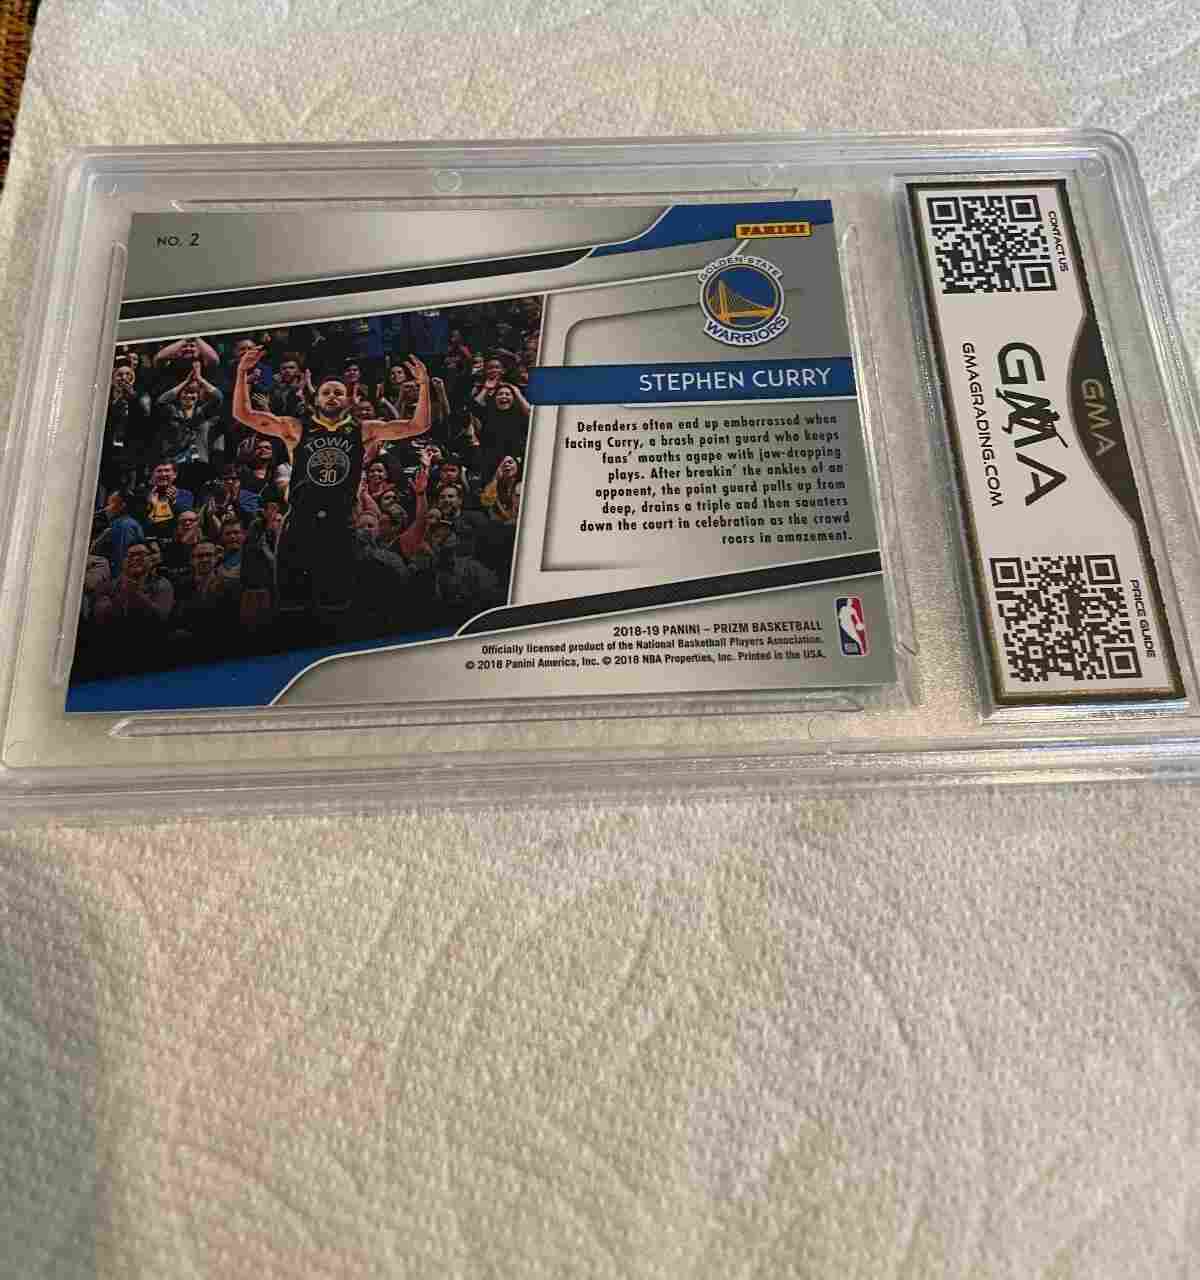 NO. 2
PANINI
GOLDEN STATE
WARRIORS
STEPHEN CURRY
Defenders often end up embarrassed when
facing Curry, a brash point guard who keeps
fans' mouths agape with jaw-dropping
plays. After breakin' the ankles of an
opponent, the point guard pulls up from
deep, drains a triple and then saunters
down the court in celebration as the crowd
roars in amazement.
TOWN
30
2018-19 PANINI – PRIZM BASKETBALL
Officially licensed product of the National Basketball Players Association.
© 2018 Panini America, Inc. © 2018 NBA Properties, Inc. Printed in the USA.
CONTACT US
GMA
GMA
GMAGRADING.COM
PRICE GUIDE